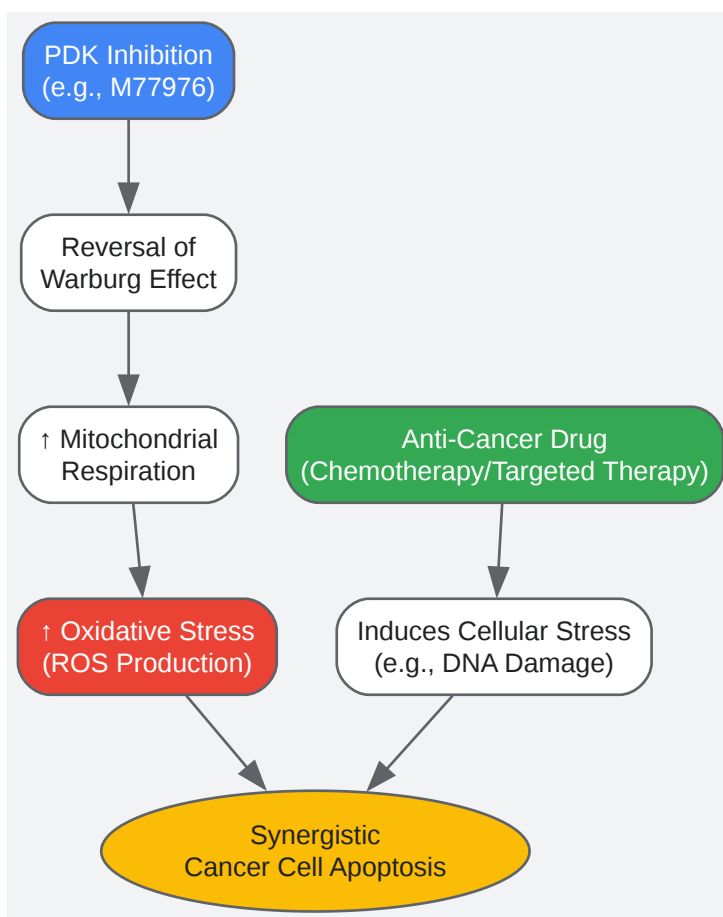 PDK Inhibition
(e.g., M77976)
Reversal of
Warburg Effect
↑ Mitochondrial
Respiration
Anti-Cancer Drug
(Chemotherapy/Targeted Therapy)
↑ Oxidative Stress
(ROS Production)
Induces Cellular Stress
(e.g., DNA Damage)
Synergistic
Cancer Cell Apoptosis